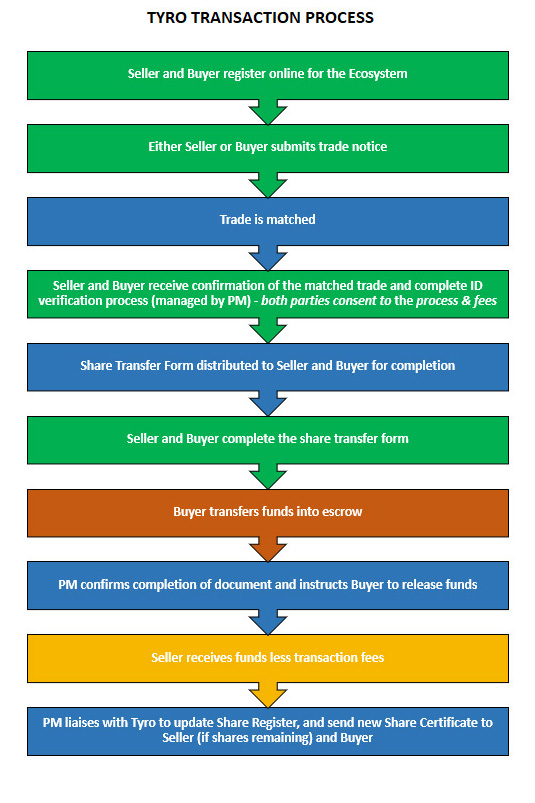 TYRO TRANSACTION PROCESS
Seller and Buyer register online for the Ecosystem
Either Seller or Buyer submits trade notice
Trade is matched
Seller and Buyer receive confirmation of the matched trade and complete ID
verification process (managed by PM) - both parties consent to the process & fees
Share Transfer Form distributed to Seller and Buyer for completion
Seller and Buyer complete the share transfer form
Buyer transfers funds into escrow
PM confirms completion of document and instructs Buyer to release funds
Seller receives funds less transaction fees
PM liaises with Tyro to update Share Register, and send new Share Certificate to
Seller (if shares remaining) and Buyer